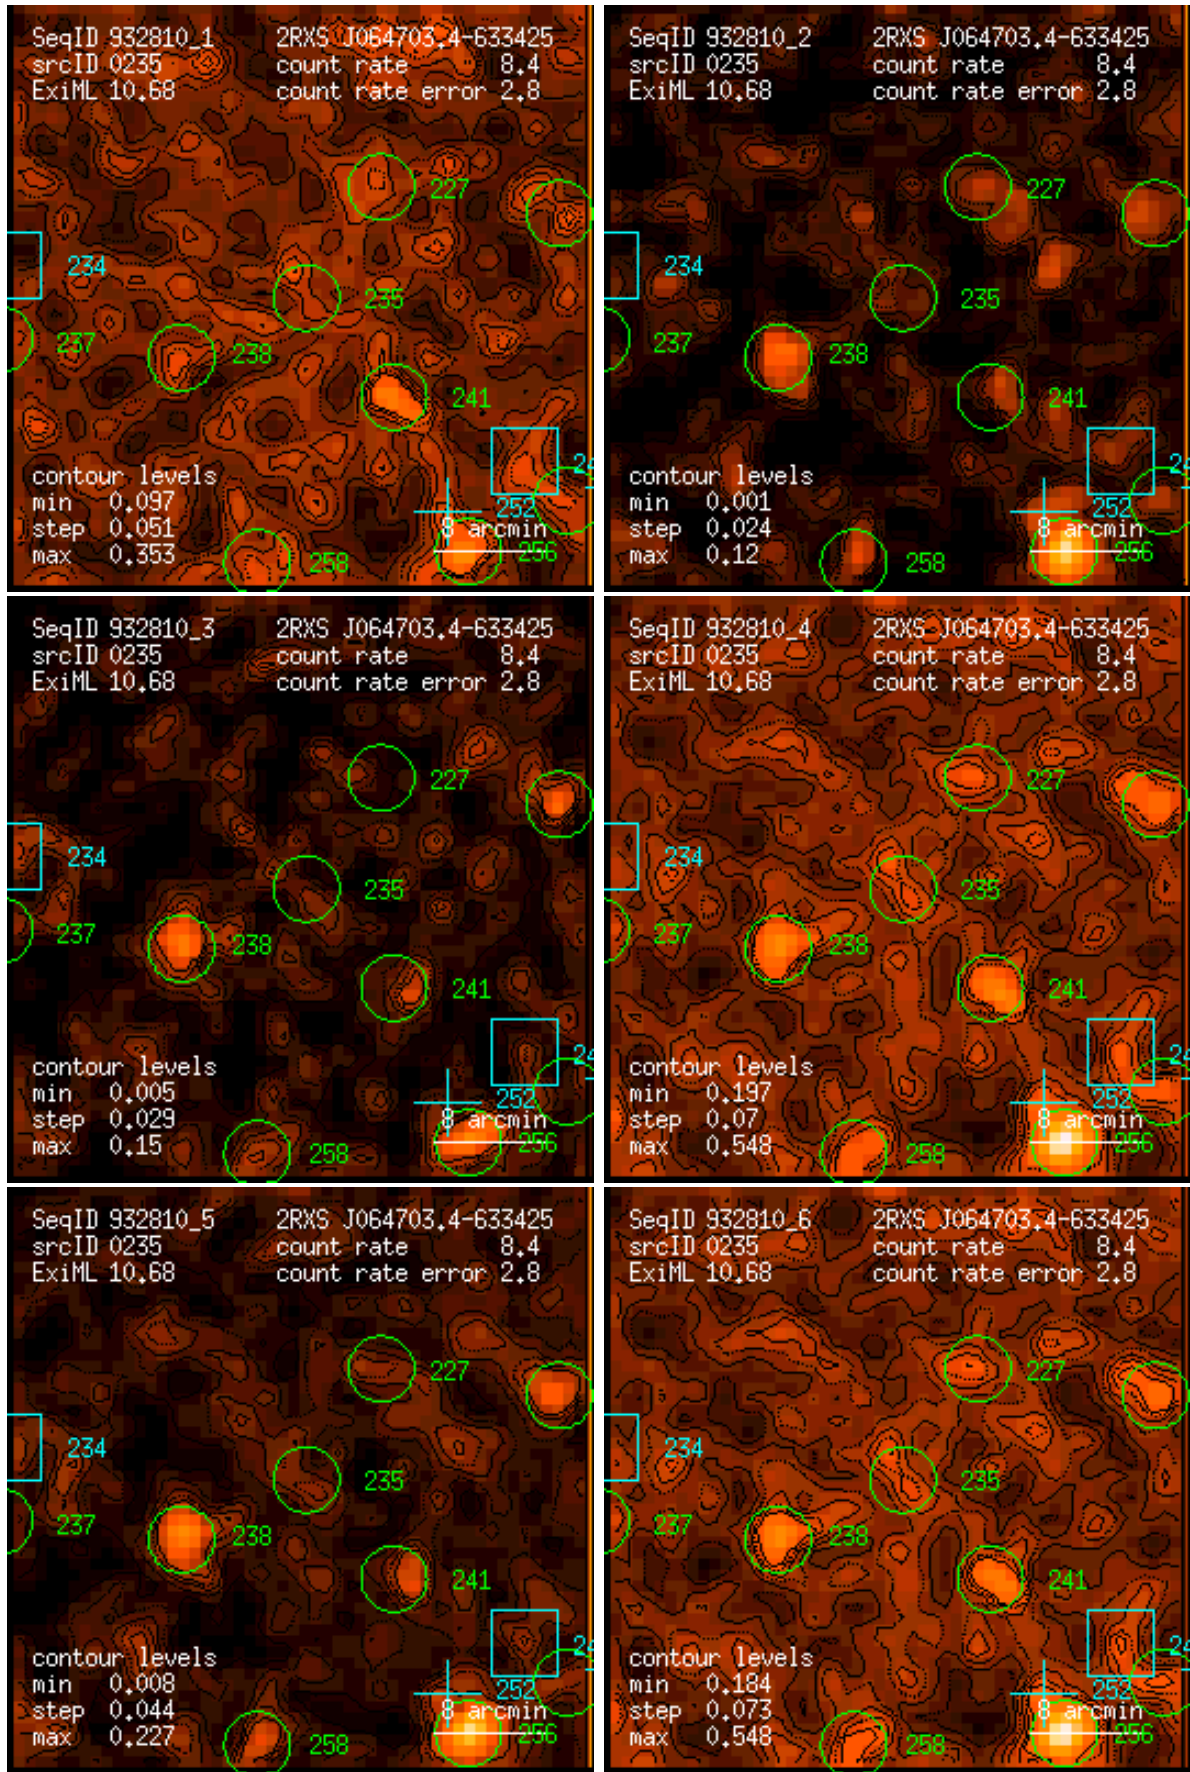 SeqID 932810_1 2RXS J064703.4-633425
srcID 0235 count rate 8.4
ExiML 10.68 count rate error 2.8
227
234
235
237
238
241
contour levels
min 0.097
step 0.051
max 0.353
24
252
8 arcmin
256
258
SeqID 932810_2 2RXS J064703.4-633425
srcID 0235 count rate 8.4
ExiML 10.68 count rate error 2.8
227
234
235
237
238
241
contour levels
min 0.001
step 0.024
max 0.12
24
252
8 arcmin
256
258
SeqID 932810_3 2RXS J064703.4-633425
srcID 0235 count rate 8.4
ExiML 10.68 count rate error 2.8
227
234
235
237
238
241
contour levels
min 0.005
step 0.029
max 0.15
24
252
8 arcmin
256
258
SeqID 932810_4 2RXS J064703.4-633425
srcID 0235 count rate 8.4
ExiML 10.68 count rate error 2.8
227
234
235
237
238
241
contour levels
min 0.197
step 0.07
max 0.548
24
252
8 arcmin
256
258
SeqID 932810_5 2RXS J064703.4-633425
srcID 0235 count rate 8.4
ExiML 10.68 count rate error 2.8
227
234
235
237
238
241
contour levels
min 0.008
step 0.044
max 0.227
24
252
8 arcmin
256
258
SeqID 932810_6 2RXS J064703.4-633425
srcID 0235 count rate 8.4
ExiML 10.68 count rate error 2.8
227
234
235
237
238
241
contour levels
min 0.184
step 0.073
max 0.548
24
252
8 arcmin
256
258